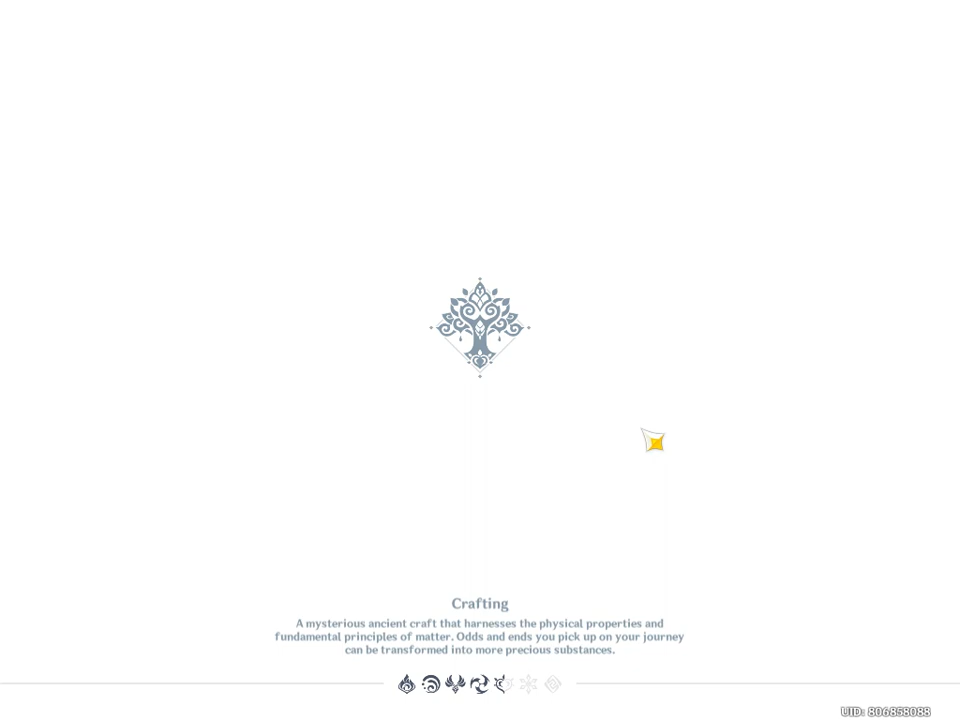 Crafting
A mysterious ancient craft that harnesses the physical properties and
fundamental principles of matter. Odds and ends you pick up on your journey
can be transformed into more precious substances.
UID: 806858088